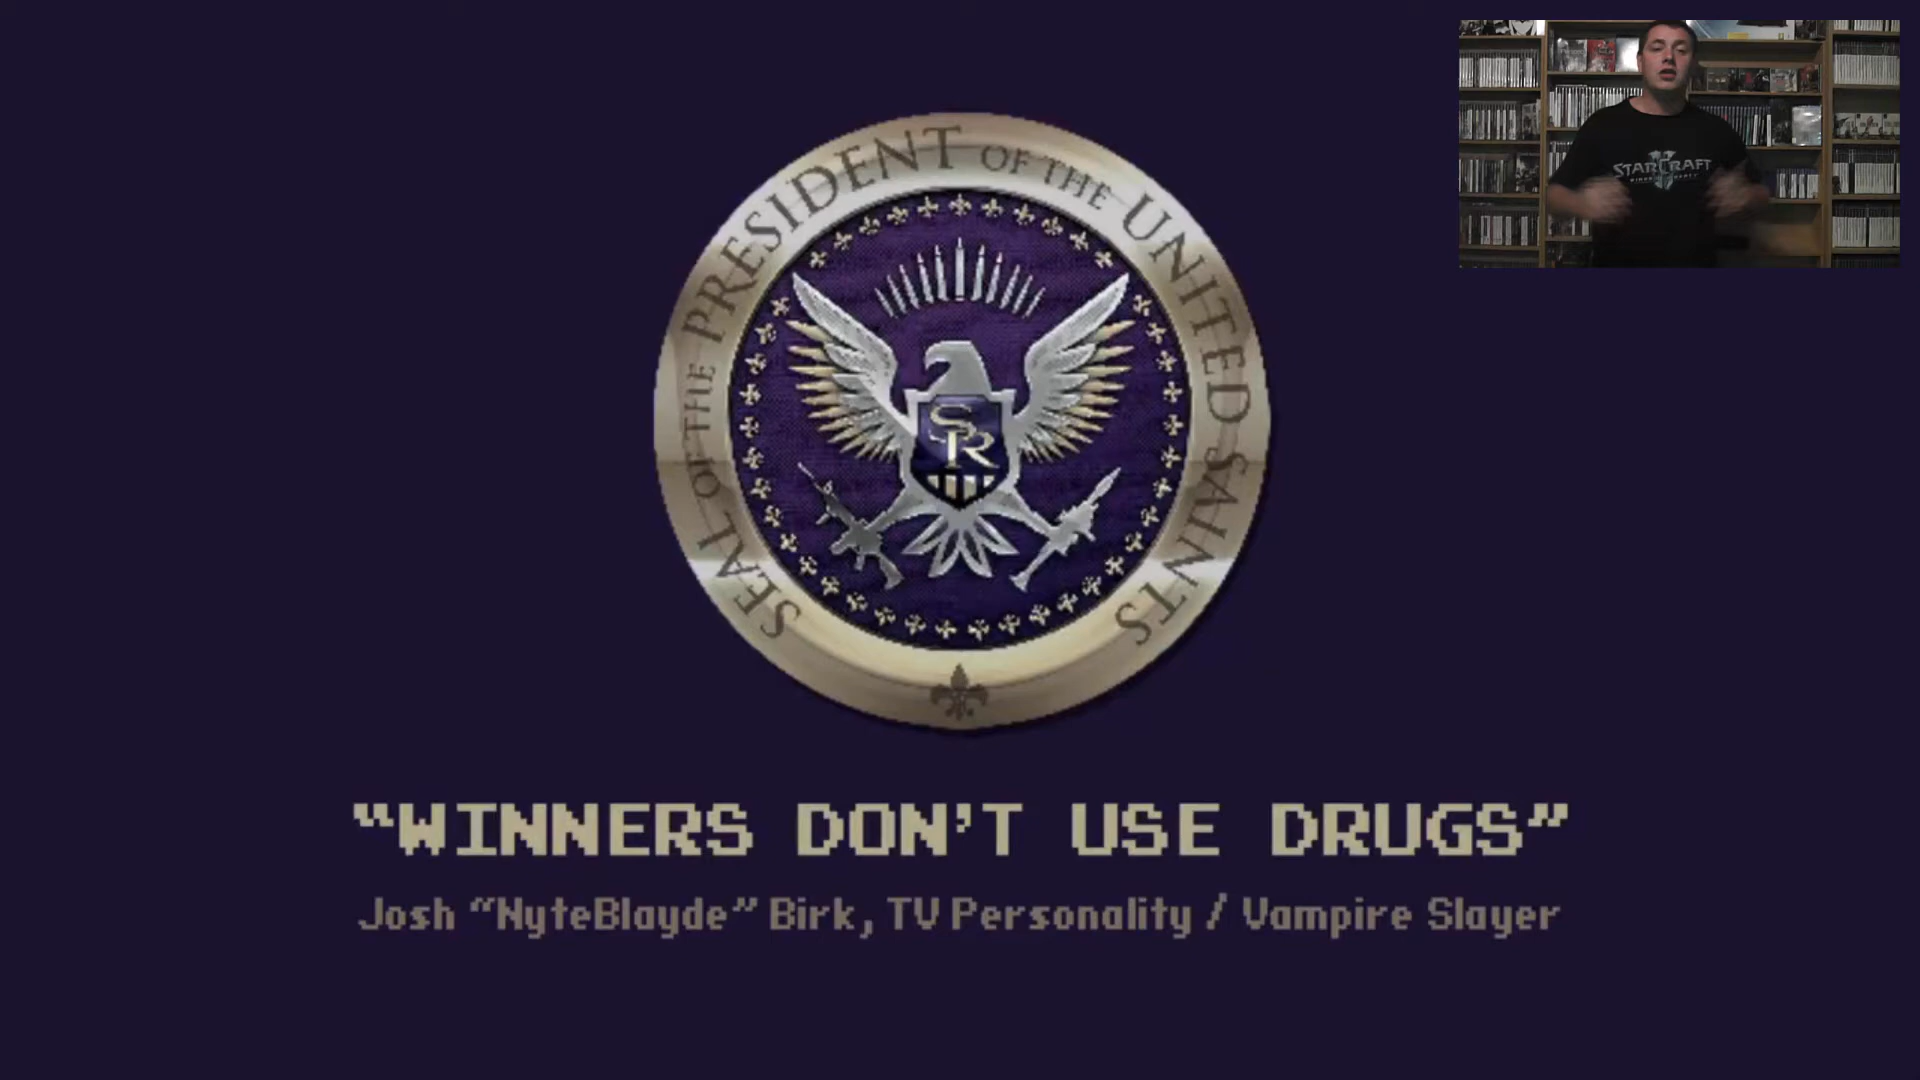 SEAL OF THE PRESIDENT OF THE UNITED SAINTS
SR
“WINNERS DON’T USE DRUGS”
Josh “NyteBlayde” Birk, TV Personality / Vampire Slayer
STARCRAFT